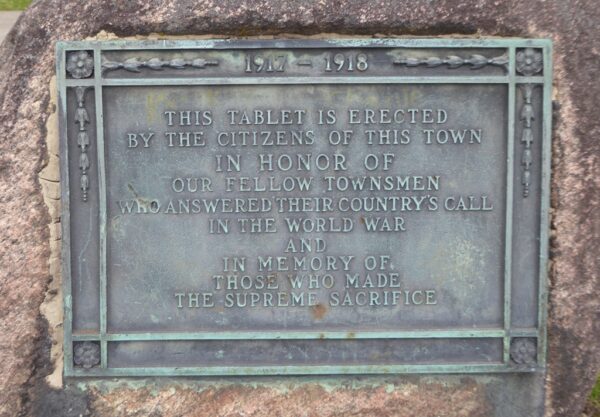 1917 – 1918
THIS TABLET IS ERECTED
BY THE CITIZENS OF THIS TOWN
IN HONOR OF
OUR FELLOW TOWNSMEN
WHO ANSWERED THEIR COUNTRY'S CALL
IN THE WORLD WAR
AND
IN MEMORY OF
THOSE WHO MADE
THE SUPREME SACRIFICE